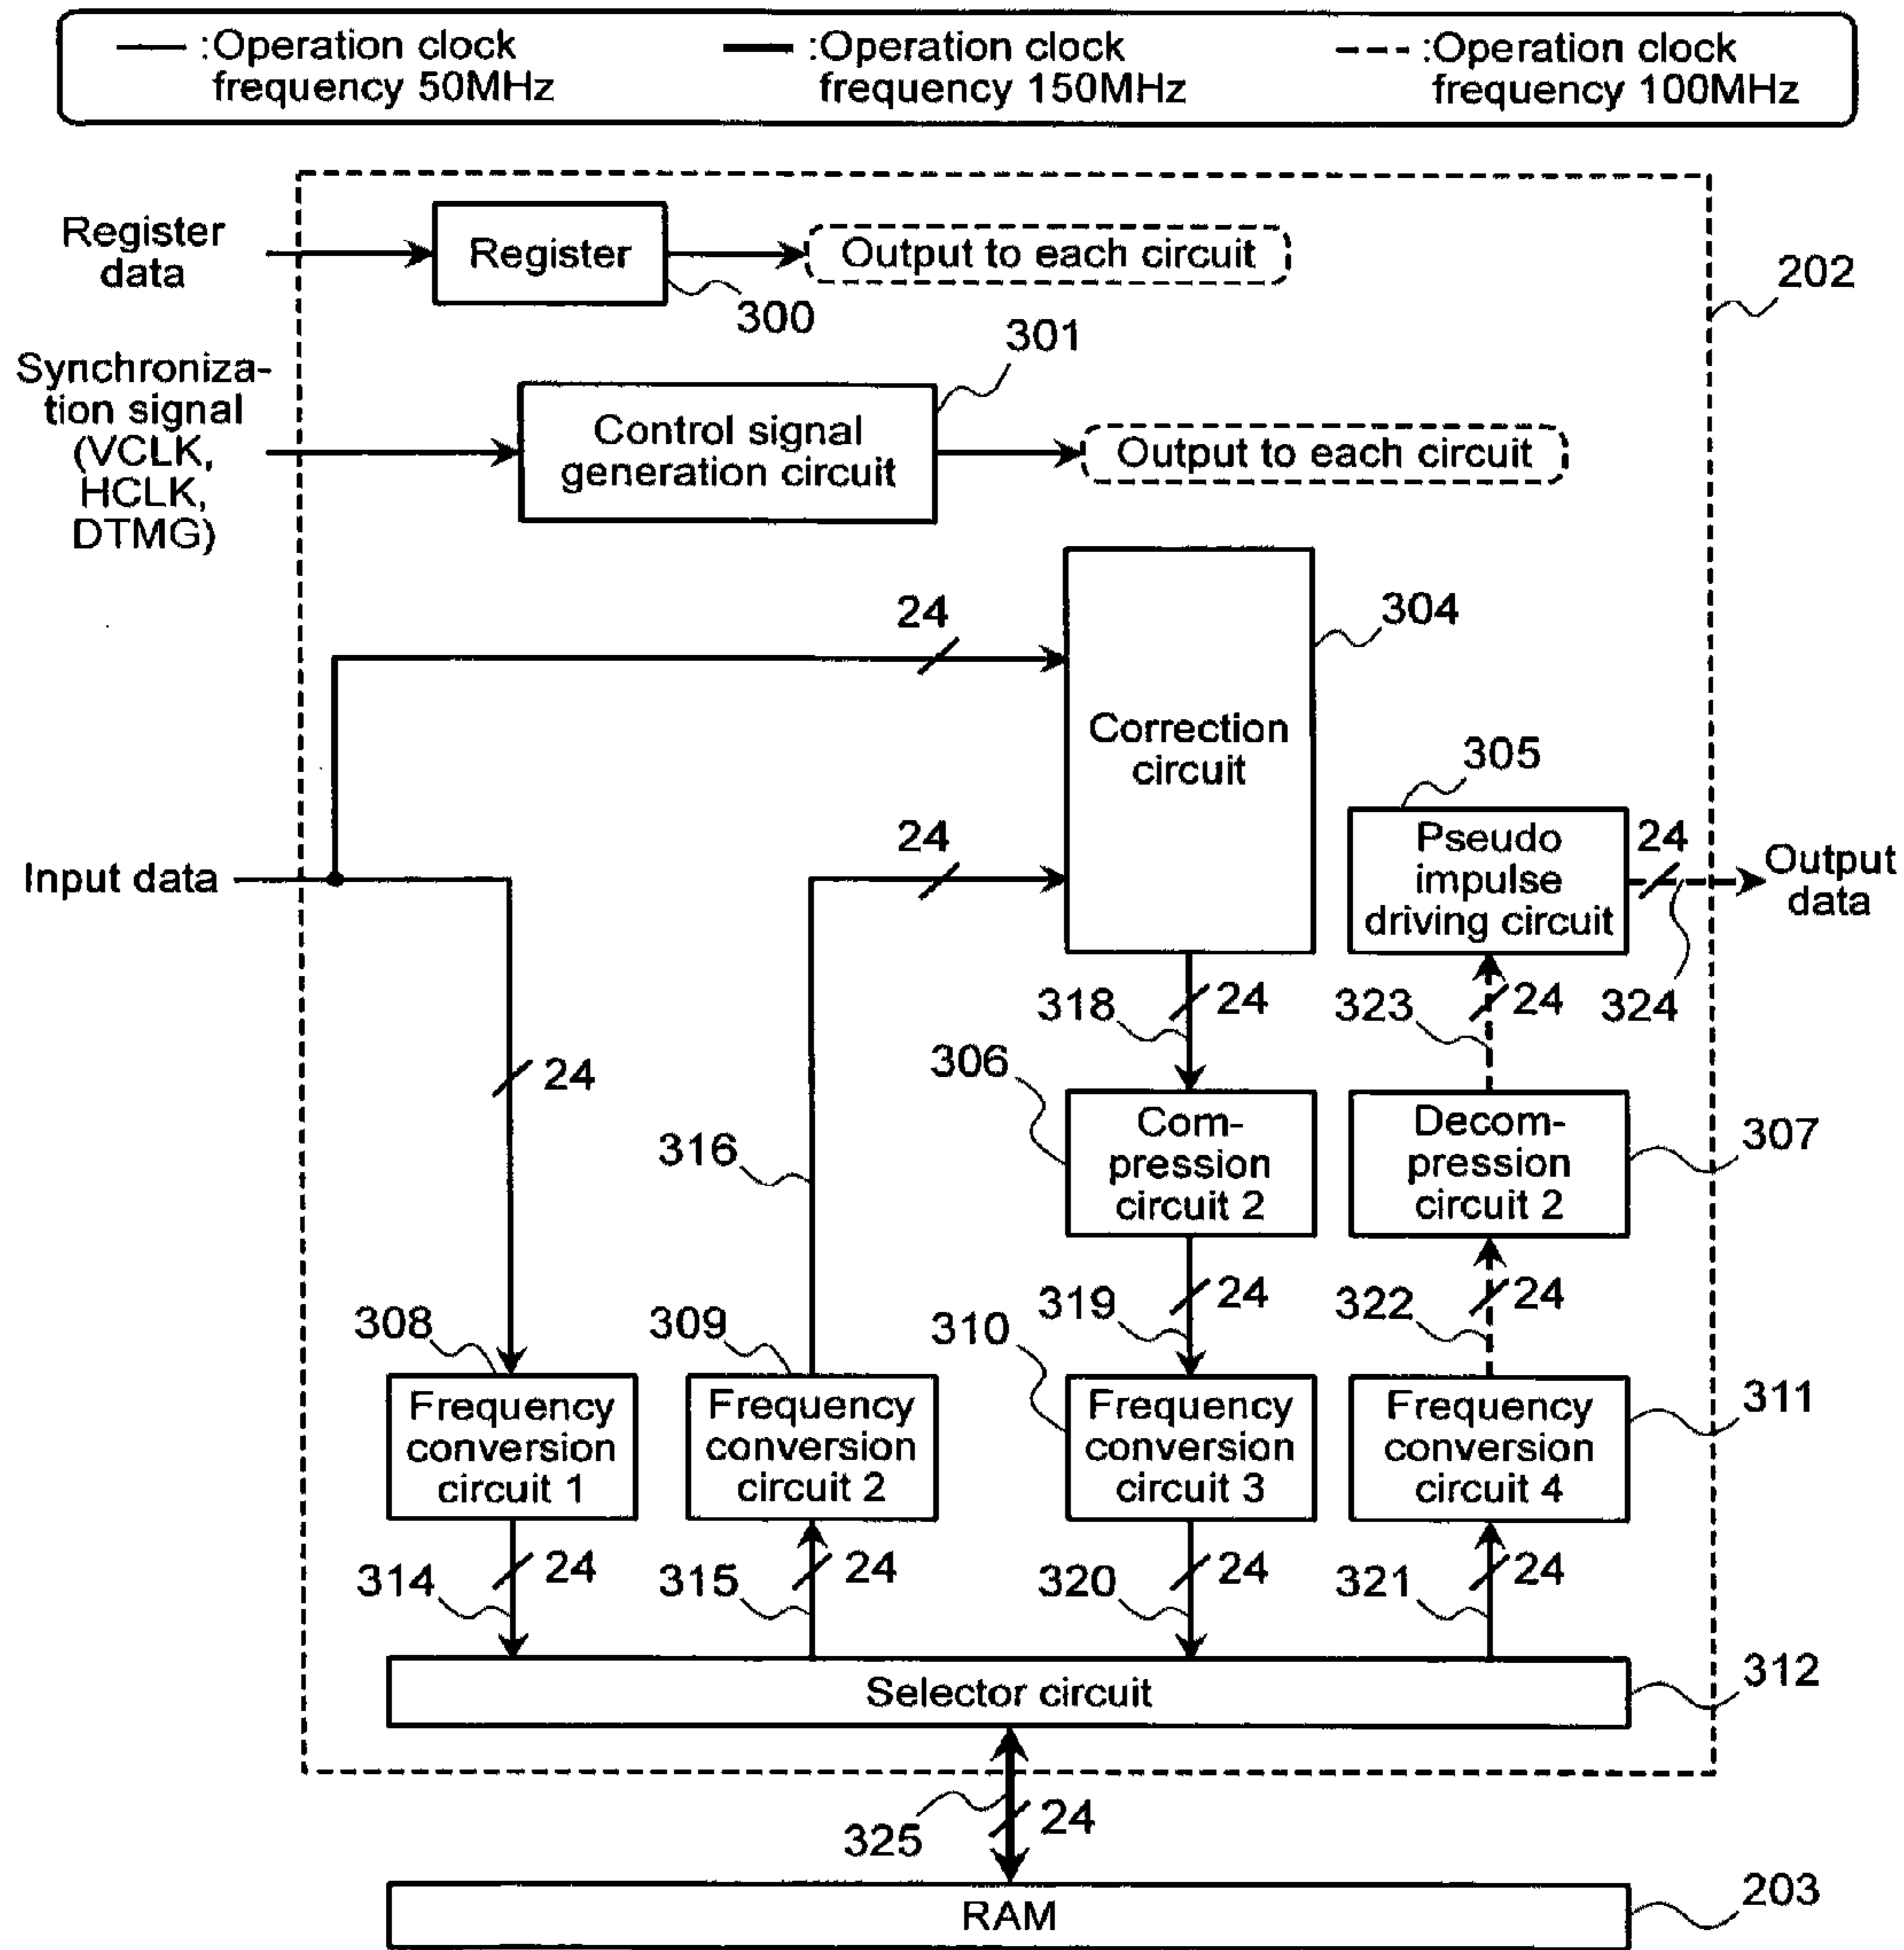 :Operation clock
frequency 50MHz
:Operation clock
frequency 150MHz
:Operation clock
frequency 100MHz
Register
data
Register
Output to each circuit
300
202
301
Synchroniza-
tion signal
(VCLK,
HCLK,
DTMG)
Control signal
generation circuit
Output to each circuit
24
304
Correction
circuit
305
24
Input data
Pseudo
impulse
driving circuit
24
Output
data
318
24
323
24
324
24
306
316
Com-
pression
circuit 2
Decom-
pression
circuit 2
307
319
24
322
24
308
309
310
Frequency
conversion
circuit 1
Frequency
conversion
circuit 2
Frequency
conversion
circuit 3
Frequency
conversion
circuit 4
311
314
24
315
24
320
24
321
24
Selector circuit
312
325
24
RAM
203